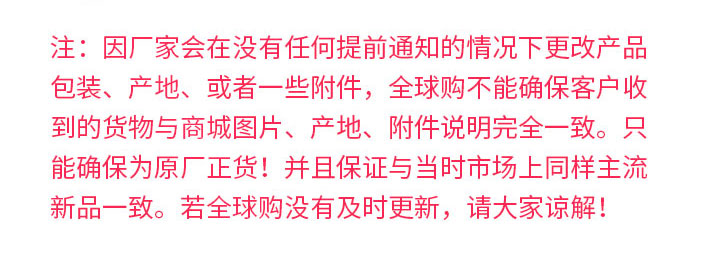 注：因厂家会在没有任何提前通知的情况下更改产品
包装、产地、或者一些附件，全球购不能确保客户收
到的货物与商城图片、产地、附件说明完全一致。只
能确保为原厂正货！并且保证与当时市场上同样主流
新品一致。若全球购没有及时更新，请大家谅解！